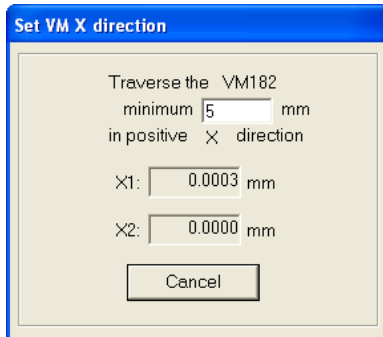 Set VM X direction
Traverse the VM182
minimum 5 mm
in positive X direction
X1: 0.0003 mm
X2: 0.0000 mm
Cancel